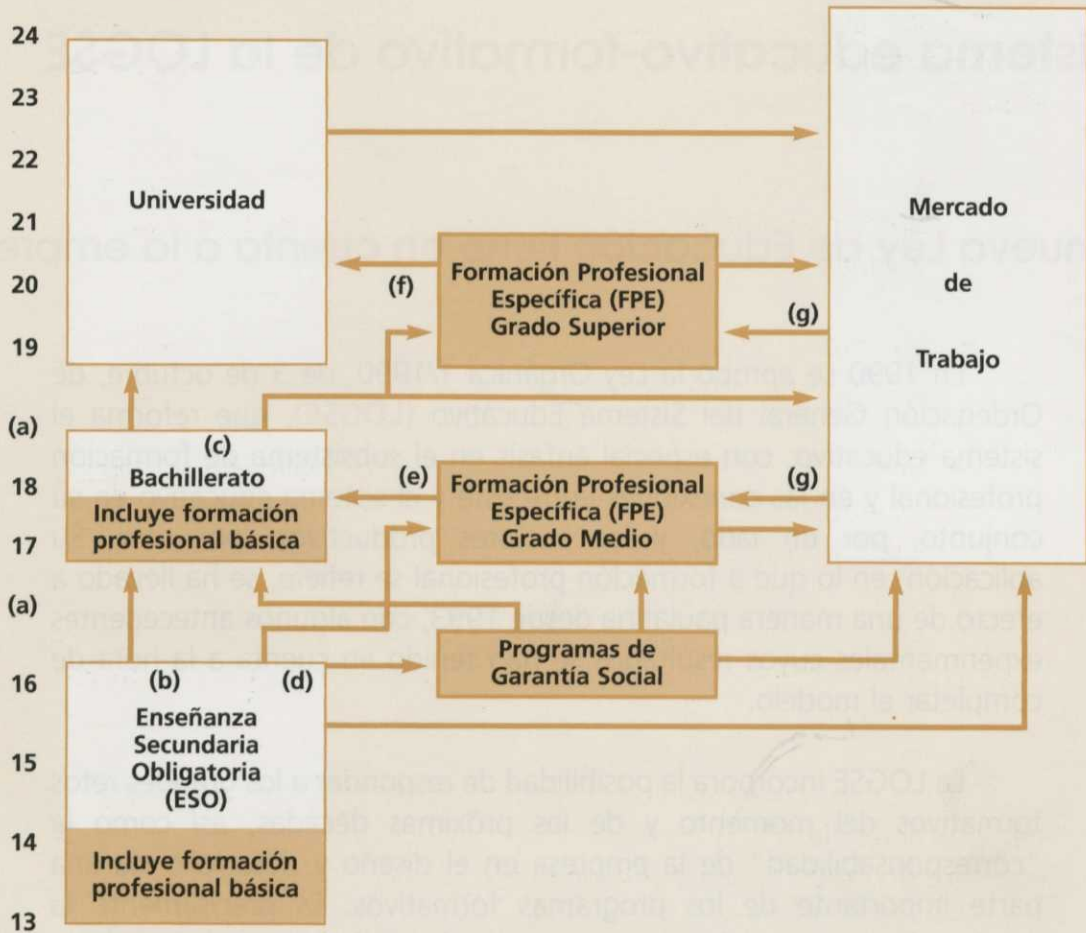 24
23
22
21
20
19
(a)
18
17
(a)
16
15
14
13
Universidad
Mercado
de
Trabajo
Formación Profesional
Específica (FPE)
Grado Superior
(f)
(g)
(c)
Bachillerato
Incluye formación
profesional básica
(e)
Formación Profesional
Específica (FPE)
Grado Medio
(g)
Programas de
Garantía Social
(b)
(d)
Enseñanza
Secundaria
Obligatoria
(ESO)
Incluye formación
profesional básica